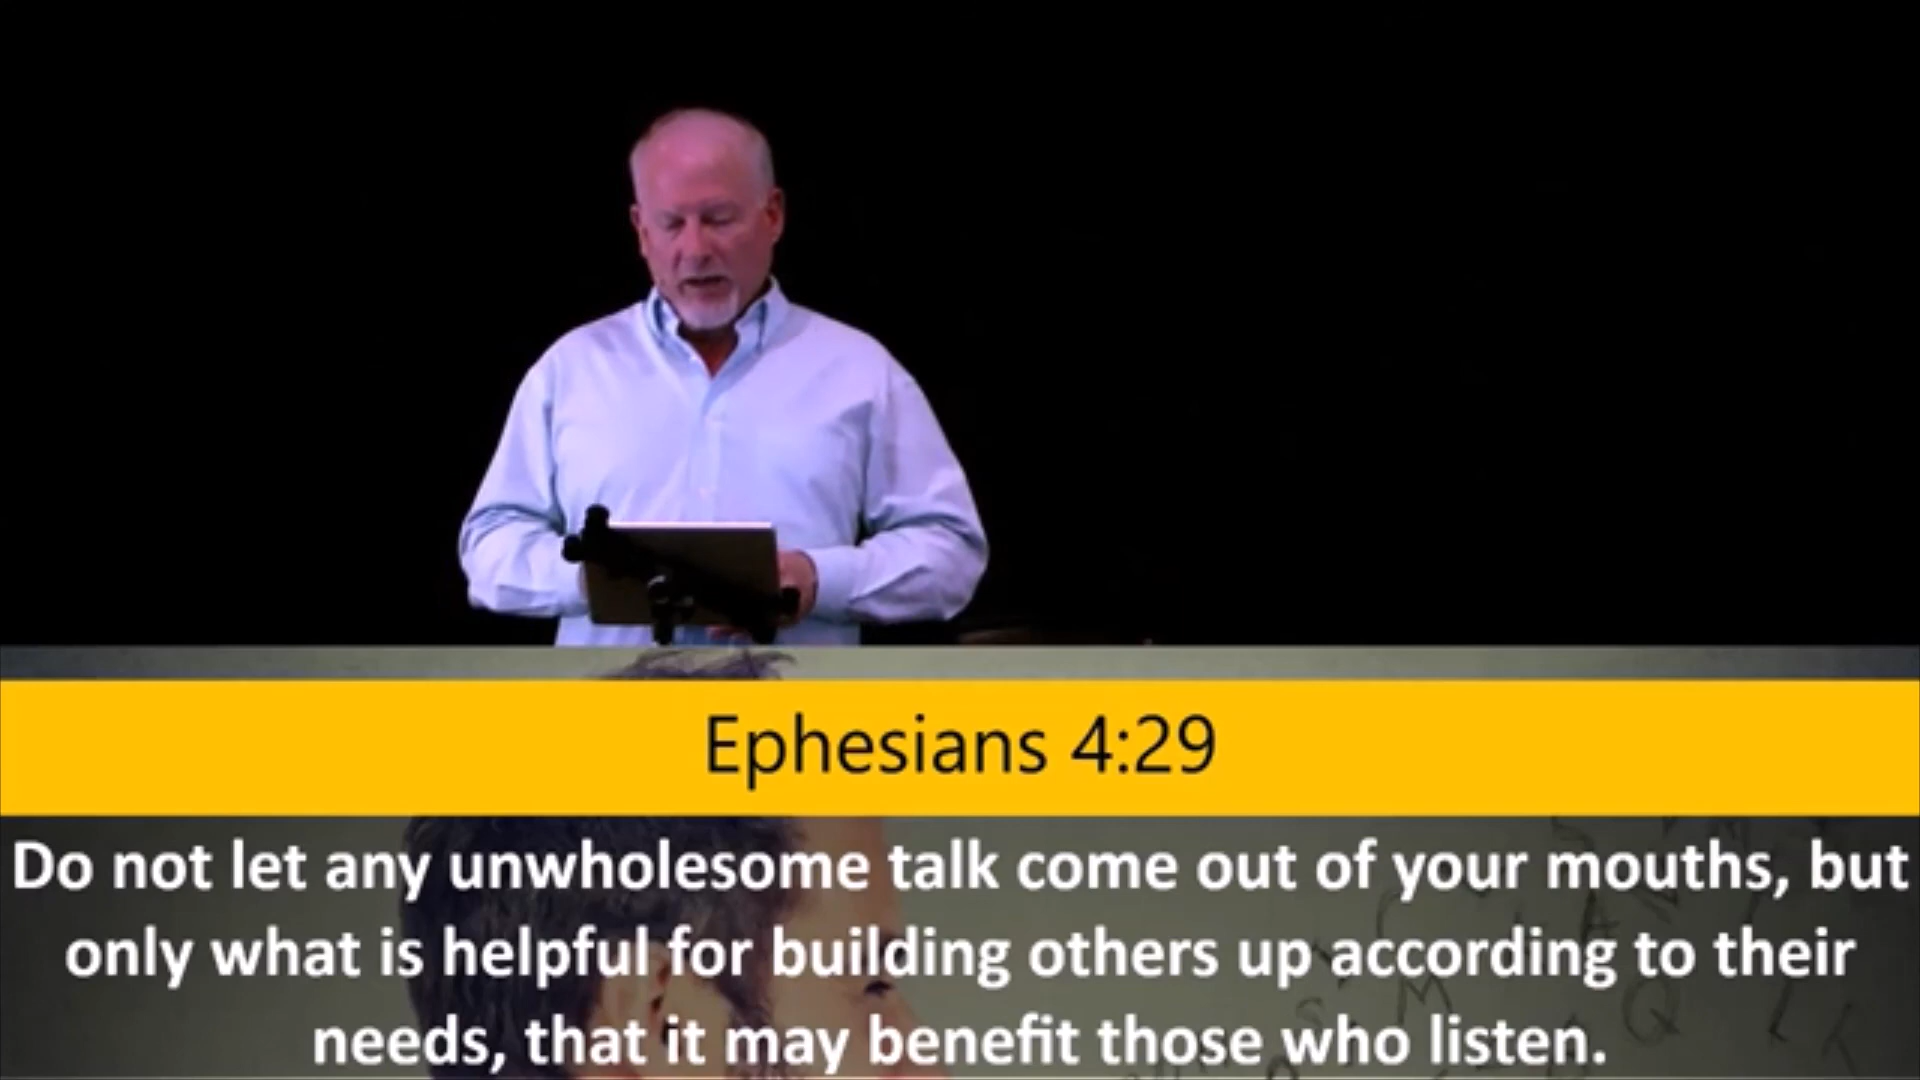 Ephesians 4:29
Do not let any unwholesome talk come out of your mouths, but
only what is helpful for building others up according to their
needs, that it may benefit those who listen.